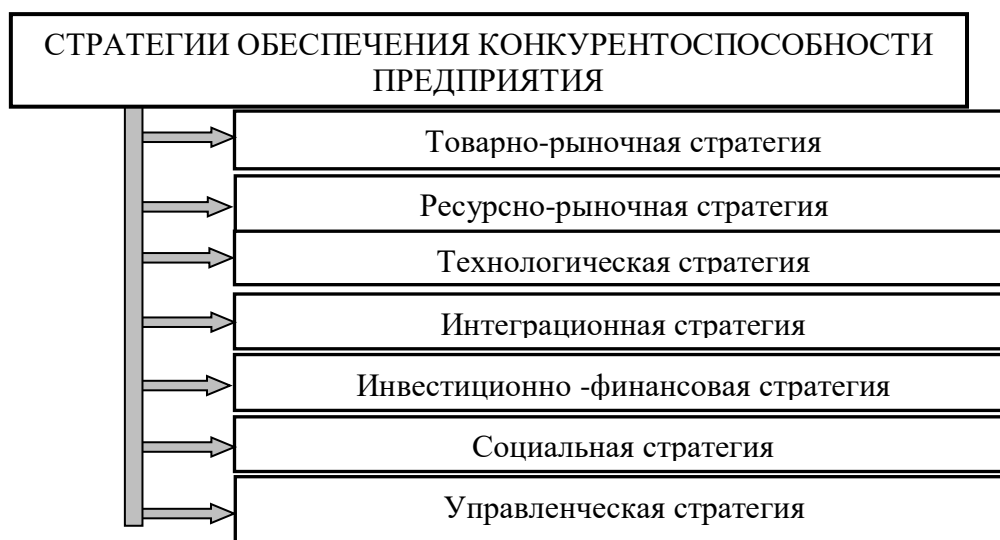 СТРАТЕГИИ ОБЕСПЕЧЕНИЯ КОНКУРЕНТОСПОСОБНОСТИ
ПРЕДПРИЯТИЯ
Товарно-рыночная стратегия
Ресурсно-рыночная стратегия
Технологическая стратегия
Интеграционная стратегия
Инвестиционно -финансовая стратегия
Социальная стратегия
Управленческая стратегия